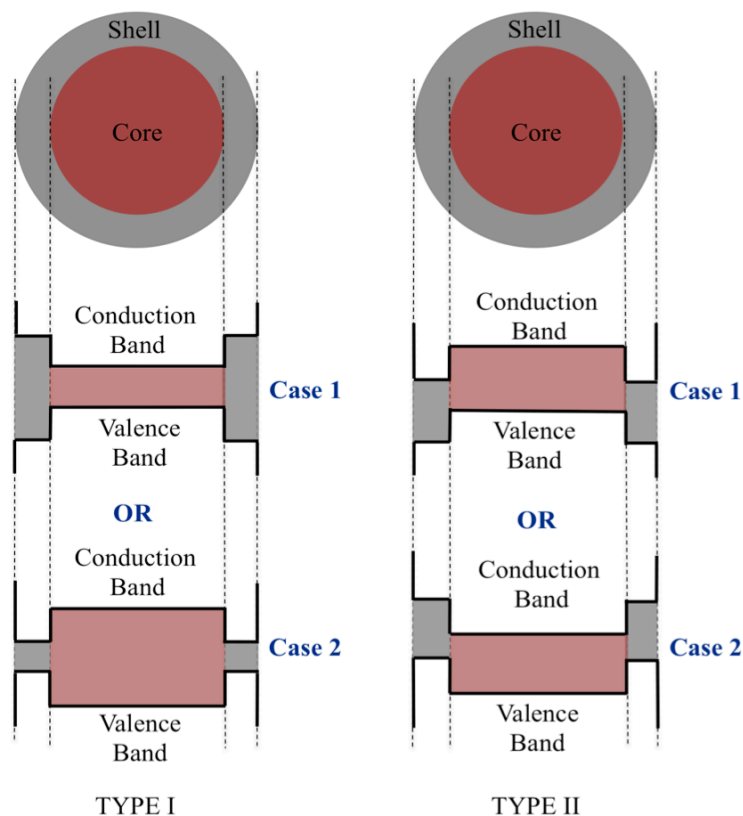 Shell
Core
Conduction
Band
Case 1
Valence
Band
OR
Conduction
Band
Case 2
Valence
Band
TYPE I
Shell
Core
Conduction
Band
Case 1
Valence
Band
OR
Conduction
Band
Case 2
Valence
Band
TYPE II